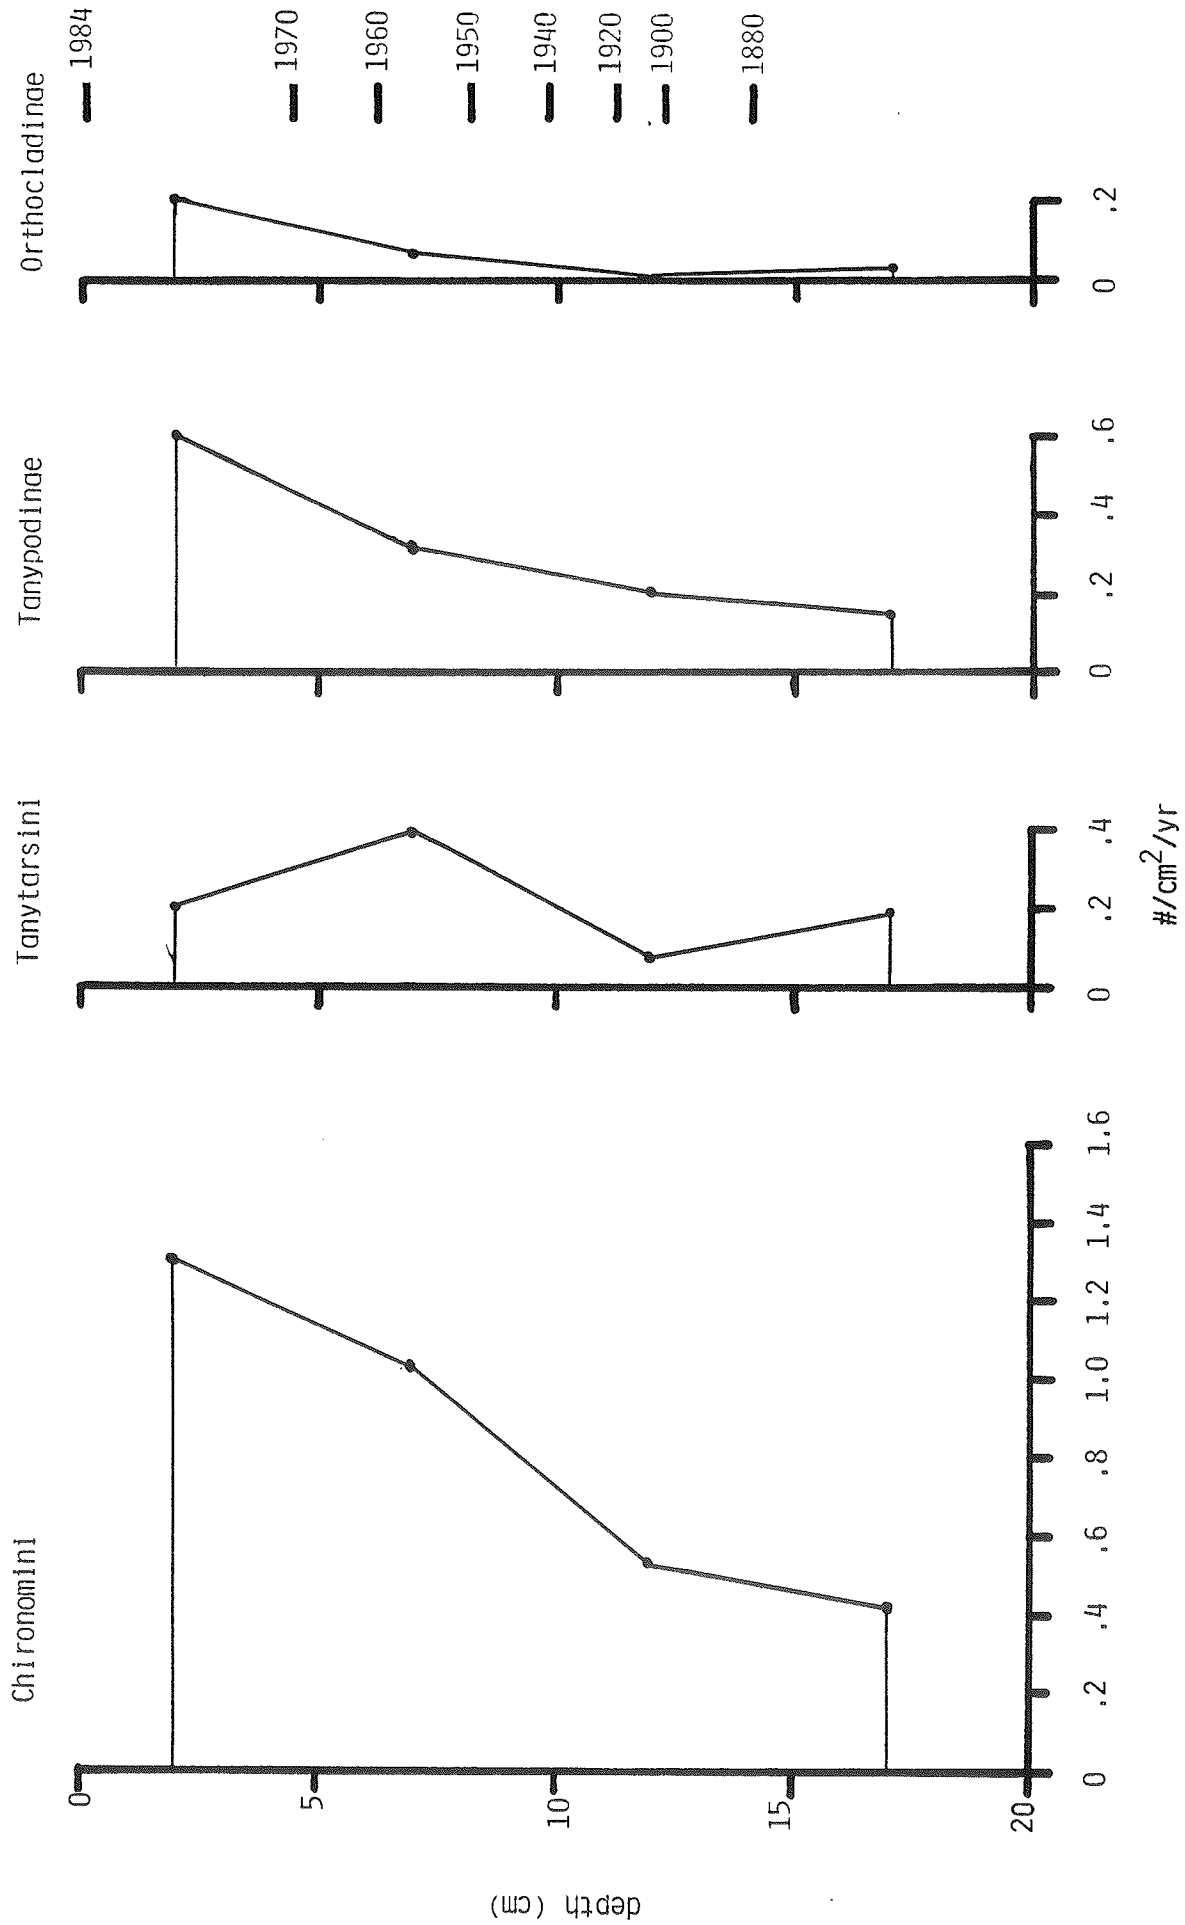 Chironomini
Tanytarsini
Tanypodinae
Orthocladinae
0
5
10
15
20
depth (cm)
0 .2 .4 .6 .8 1.0 1.2 1.4 1.6
0 .2 .4
0 .2 .4 .6
0 .2
#/cm²/yr
1984
1970
1960
1950
1940
1920
1900
1880